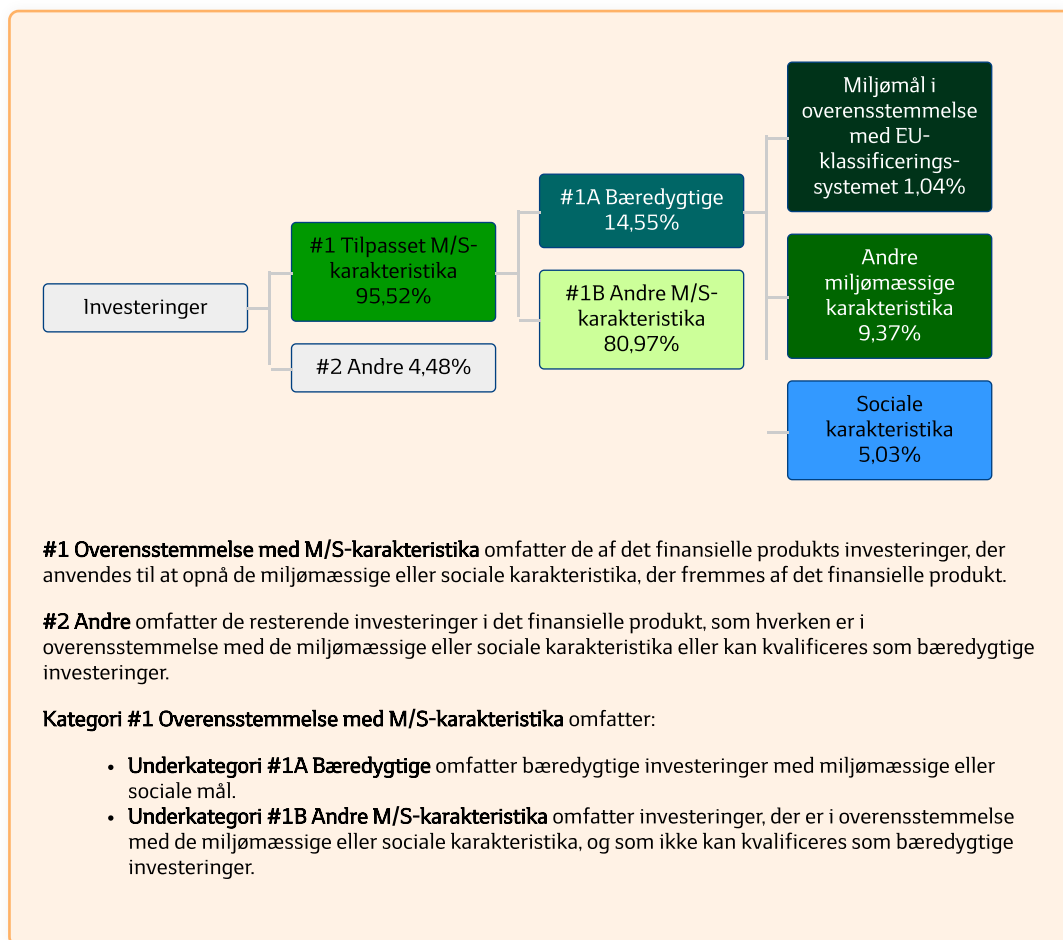 Investeringer
#1 Tilpasset M/S-
karakteristika
95,52%
#2 Andre 4,48%
#1A Bæredygtige
14,55%
#1B Andre M/S-
karakteristika
80,97%
Miljømål i
overensstemmelse
med EU-
klassificerings-
systemet 1,04%
Andre
miljømæssige
karakteristika
9,37%
Sociale
karakteristika
5,03%
#1 Overensstemmelse med M/S-karakteristika omfatter de af det finansielle produkts investeringer, der
anvendes til at opnå de miljømæssige eller sociale karakteristika, der fremmes af det finansielle produkt.
#2 Andre omfatter de resterende investeringer i det finansielle produkt, som hverken er i
overensstemmelse med de miljømæssige eller sociale karakteristika eller kan kvalificeres som bæredygtige
investeringer.
Kategori #1 Overensstemmelse med M/S-karakteristika omfatter:
• Underkategori #1A Bæredygtige omfatter bæredygtige investeringer med miljømæssige eller
sociale mål.
• Underkategori #1B Andre M/S-karakteristika omfatter investeringer, der er i overensstemmelse
med de miljømæssige eller sociale karakteristika, og som ikke kan kvalificeres som bæredygtige
investeringer.